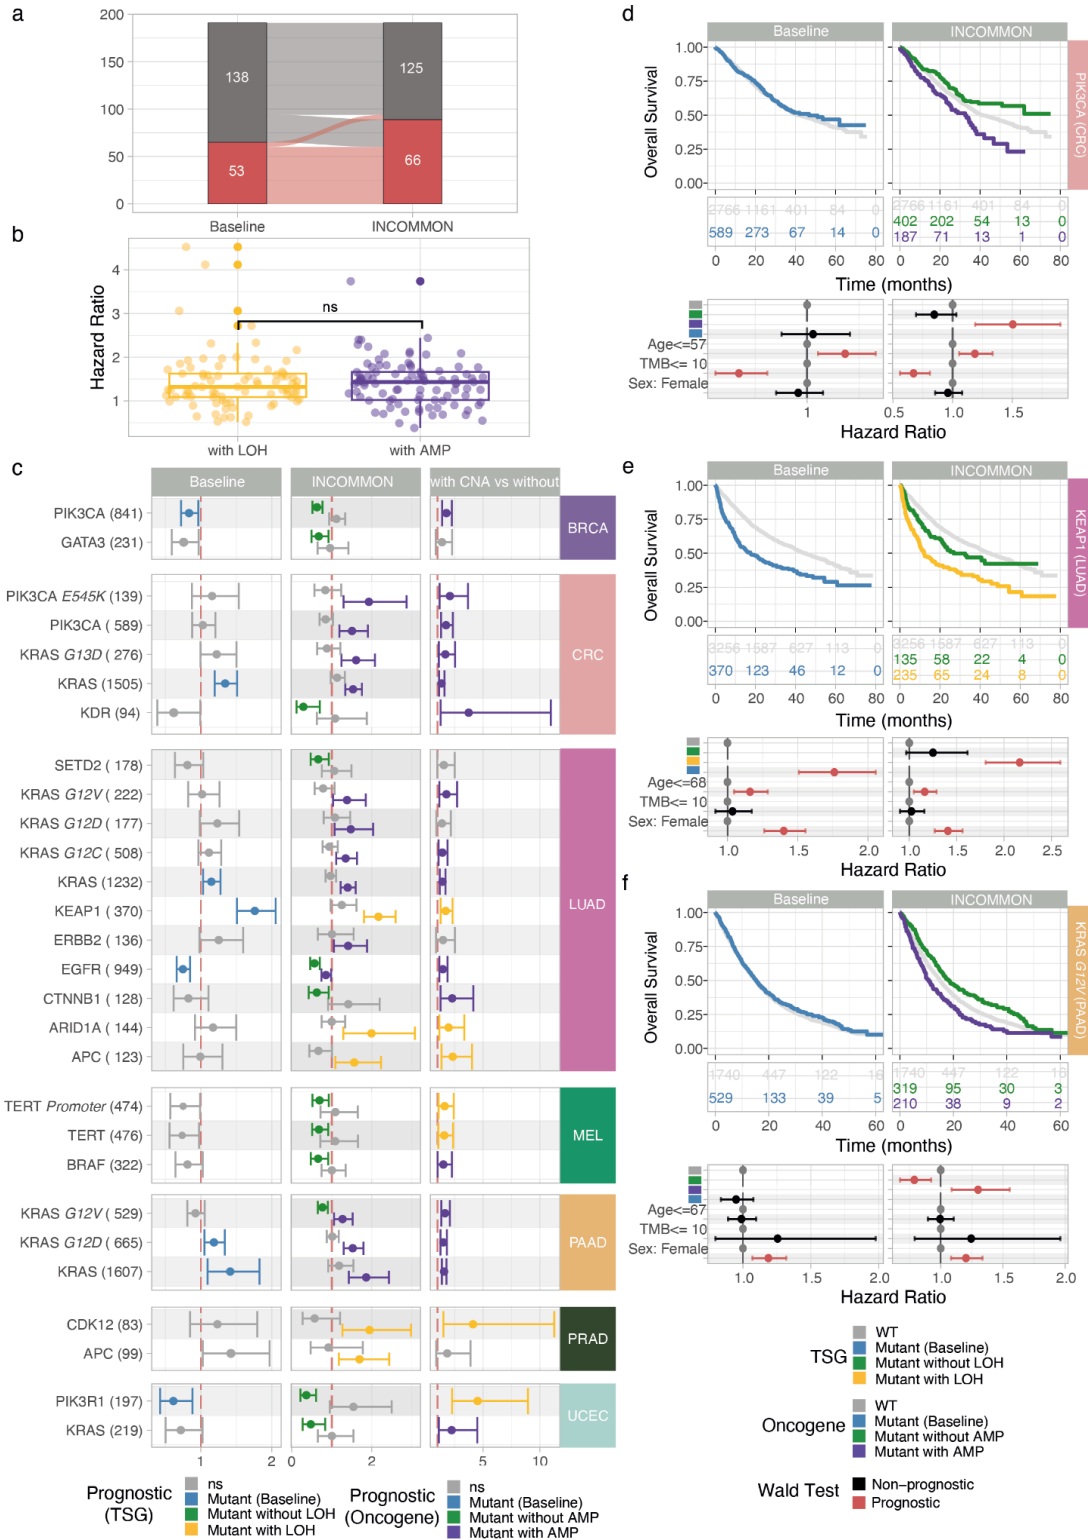 a
200
150
100
50
0
138
125
53
66
Baseline
INCOMMON
b
Hazard Ratio
4
3
2
1
ns
with LOH
with AMP
c
Baseline
INCOMMON
with CNA vs without
PIK3CA (841)
GATA3 (231)
BRCA
PIK3CA E545K (139)
PIK3CA ( 589)
KRAS G13D ( 276)
KRAS (1505)
KDR (94)
CRC
SETD2 ( 178)
KRAS G12V ( 222)
KRAS G12D ( 177)
KRAS G12C ( 508)
KRAS (1232)
KEAP1 ( 370)
ERBB2 ( 136)
EGFR ( 949)
CTNNB1 ( 128)
ARID1A ( 144)
APC ( 123)
LUAD
TERT Promoter (474)
TERT (476)
BRAF (322)
MEL
KRAS G12V ( 529)
KRAS G12D ( 665)
KRAS (1607)
PAAD
CDK12 (83)
APC (99)
PRAD
PIK3R1 (197)
KRAS (219)
UCEC
1 2
0 2
5 10
Prognostic
(TSG)
ns
Mutant (Baseline)
Mutant without LOH
Mutant with LOH
Prognostic
(Oncogene)
ns
Mutant (Baseline)
Mutant without AMP
Mutant with AMP
d
Baseline
INCOMMON
PIK3CA (CRC)
Overall Survival
1.00
0.75
0.50
0.25
0.00
2766 1161 401 84 0
589 273 67 14 0
2766 1161 401 84 0
402 202 54 13 0
187 71 13 1 0
0 20 40 60 80
0 20 40 60 80
Time (months)
Age<=57
TMB<= 10
Sex: Female
1
0.5 1.0 1.5
Hazard Ratio
e
Baseline
INCOMMON
KEAP1 (LUAD)
Overall Survival
1.00
0.75
0.50
0.25
0.00
3256 1587 627 113 0
370 123 46 12 0
3256 1587 627 113 0
135 58 22 4 0
235 65 24 8 0
0 20 40 60 80
0 20 40 60 80
Time (months)
Age<=68
TMB<= 10
Sex: Female
1.0 1.5 2.0
1.0 1.5 2.0 2.5
Hazard Ratio
f
Baseline
INCOMMON
KRAS G12V (PAAD)
Overall Survival
1.00
0.75
0.50
0.25
0.00
1740 447 122 16
529 133 39 5
1740 447 122 16
319 95 30 3
210 38 9 2
0 20 40 60
0 20 40 60
Time (months)
Age<=67
TMB<= 10
Sex: Female
1.0 1.5 2.0
1.0 1.5 2.0
Hazard Ratio
TSG
WT
Mutant (Baseline)
Mutant without LOH
Mutant with LOH
Oncogene
WT
Mutant (Baseline)
Mutant without AMP
Mutant with AMP
Wald Test
Non-prognostic
Prognostic